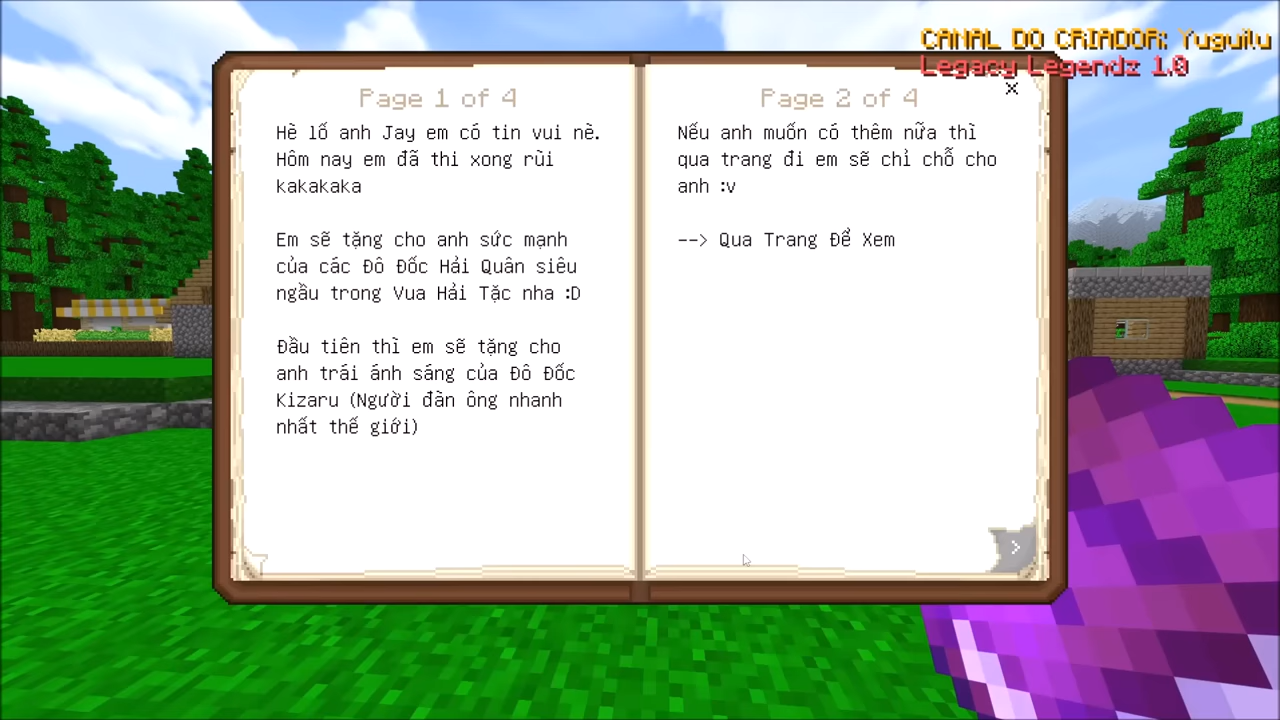 CANAL DO CRIADOR: Yuguilu
Legacy Legendz 1.0
Page 1 of 4
Hè lố anh Jay em có tin vui nè.
Hôm nay em đã thi xong rùi
kakakaka
Em sẽ tặng cho anh sức mạnh
của các Đô Đốc Hải Quân siêu
ngầu trong Vua Hải Tặc nha :D
Đầu tiên thì em sẽ tặng cho
anh trái ánh sáng của Đô Đốc
Kizaru (Người đàn ông nhanh
nhất thế giới)
Page 2 of 4
Nếu anh muốn có thêm nữa thì
qua trang đi em sẽ chỉ chỗ cho
anh :v
--> Qua Trang Để Xem